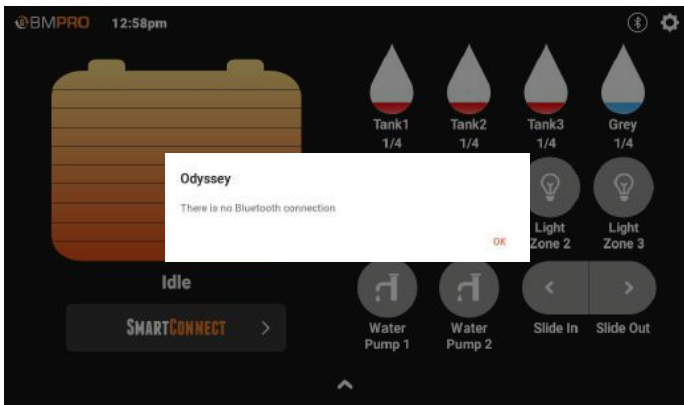 BMPRO 12:58pm
Tank1 Tank2 Tank3 Grey
1/4 1/4 1/4 1/4
Odyssey
There is no Bluetooth connection
OK
Light Zone 2
Light Zone 3
Idle
SMARTCONNECT
Water Pump 1
Water Pump 2
Slide In Slide Out